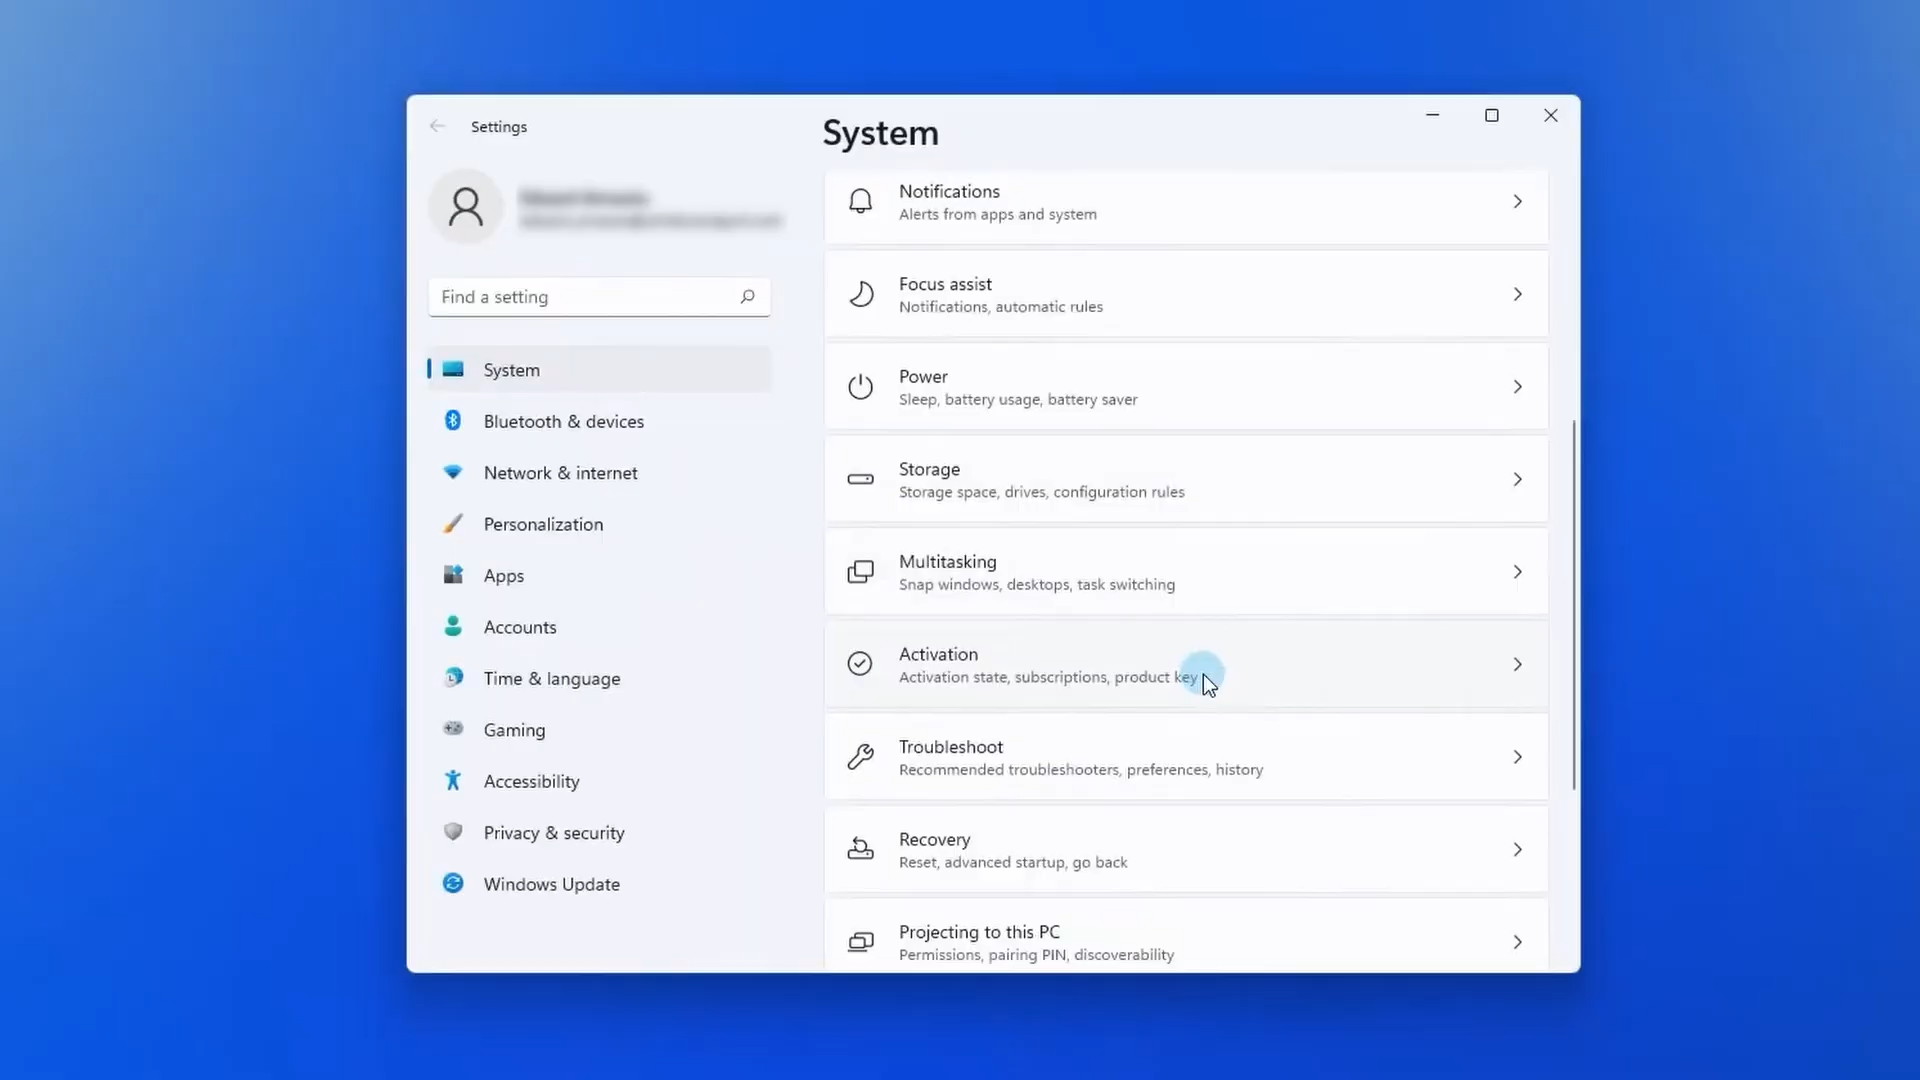 Settings
System
Find a setting
System
Bluetooth & devices
Network & internet
Personalization
Apps
Accounts
Time & language
Gaming
Accessibility
Privacy & security
Windows Update
Notifications
Alerts from apps and system
Focus assist
Notifications, automatic rules
Power
Sleep, battery usage, battery saver
Storage
Storage space, drives, configuration rules
Multitasking
Snap windows, desktops, task switching
Activation
Activation state, subscriptions, product key
Troubleshoot
Recommended troubleshooters, preferences, history
Recovery
Reset, advanced startup, go back
Projecting to this PC
Permissions, pairing PIN, discoverability